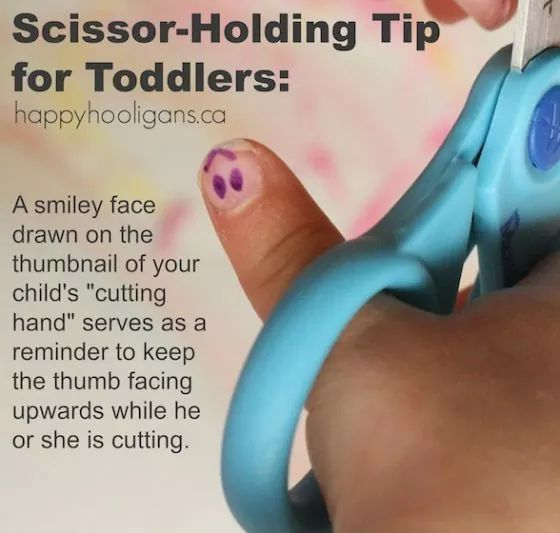 Scissor-Holding Tip
for Toddlers:
happyhooligans.ca
A smiley face
drawn on the
thumbnail of your
child's "cutting
hand" serves as a
reminder to keep
the thumb facing
upwards while he
or she is cutting.